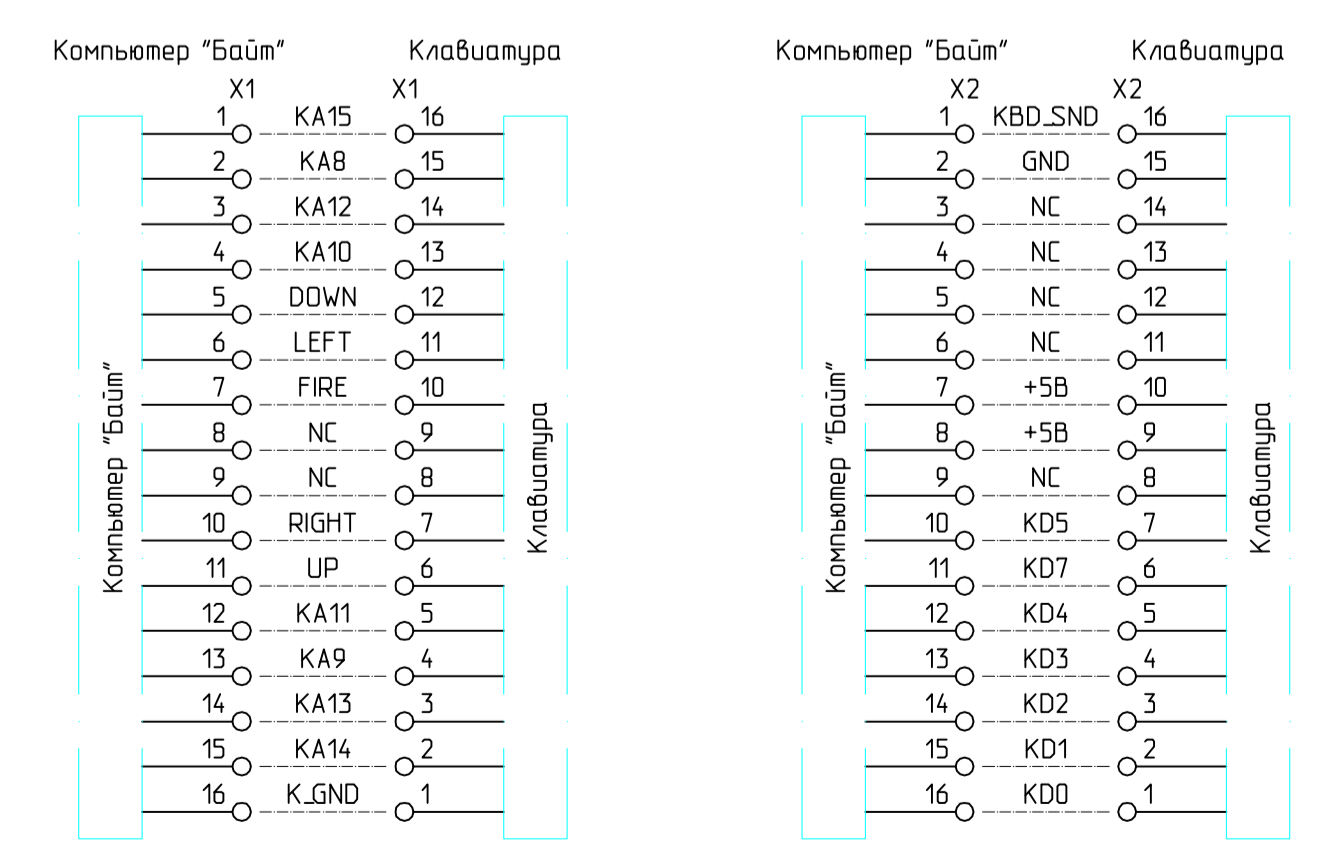 Компьютер "Байт" Клавиатура Компьютер "Байт" Клавиатура
X1 X1 X2 X2
1 KA15 16 1 KBD_SND 16
2 KA8 15 2 GND 15
3 KA12 14 3 NC 14
4 KA10 13 4 NC 13
5 DOWN 12 5 NC 12
6 LEFT 11 6 NC 11
7 FIRE 10 7 +5В 10
8 NC 9 8 +5В 9
9 NC 8 9 NC 8
10 RIGHT 7 10 KD5 7
11 UP 6 11 KD7 6
12 KA11 5 12 KD4 5
13 KA9 4 13 KD3 4
14 KA13 3 14 KD2 3
15 KA14 2 15 KD1 2
16 K_GND 1 16 KD0 1
Компьютер "Байт"
Клавиатура
Компьютер "Байт"
Клавиатура